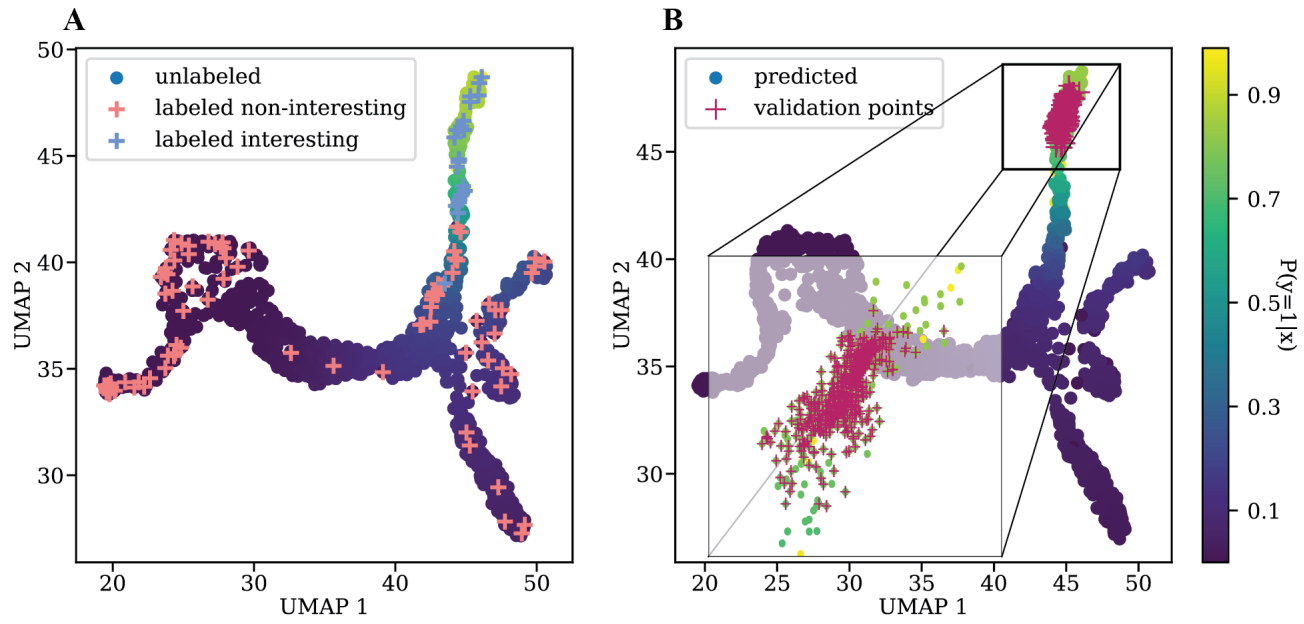 A
50
45
40
35
30
UMAP 2
unlabeled
labeled non-interesting
labeled interesting
20
30
40
50
UMAP 1
B
45
40
35
30
UMAP 2
predicted
validation points
20
25
30
35
40
45
50
UMAP 1
0.9
0.7
0.5
0.3
0.1
P(y=1|x)